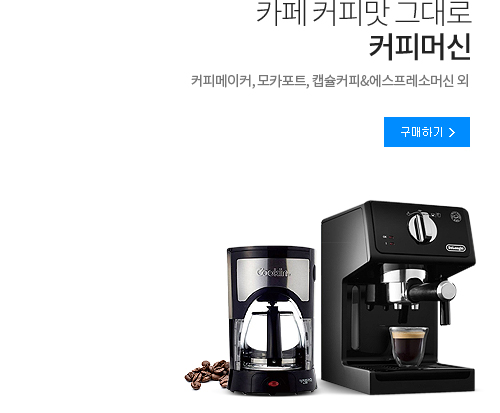 카페 커피맛 그대로
커피머신
커피메이커, 모카포트, 캡슐커피&에스프레소머신 외
구매하기 >
Cookin
DeLonghi